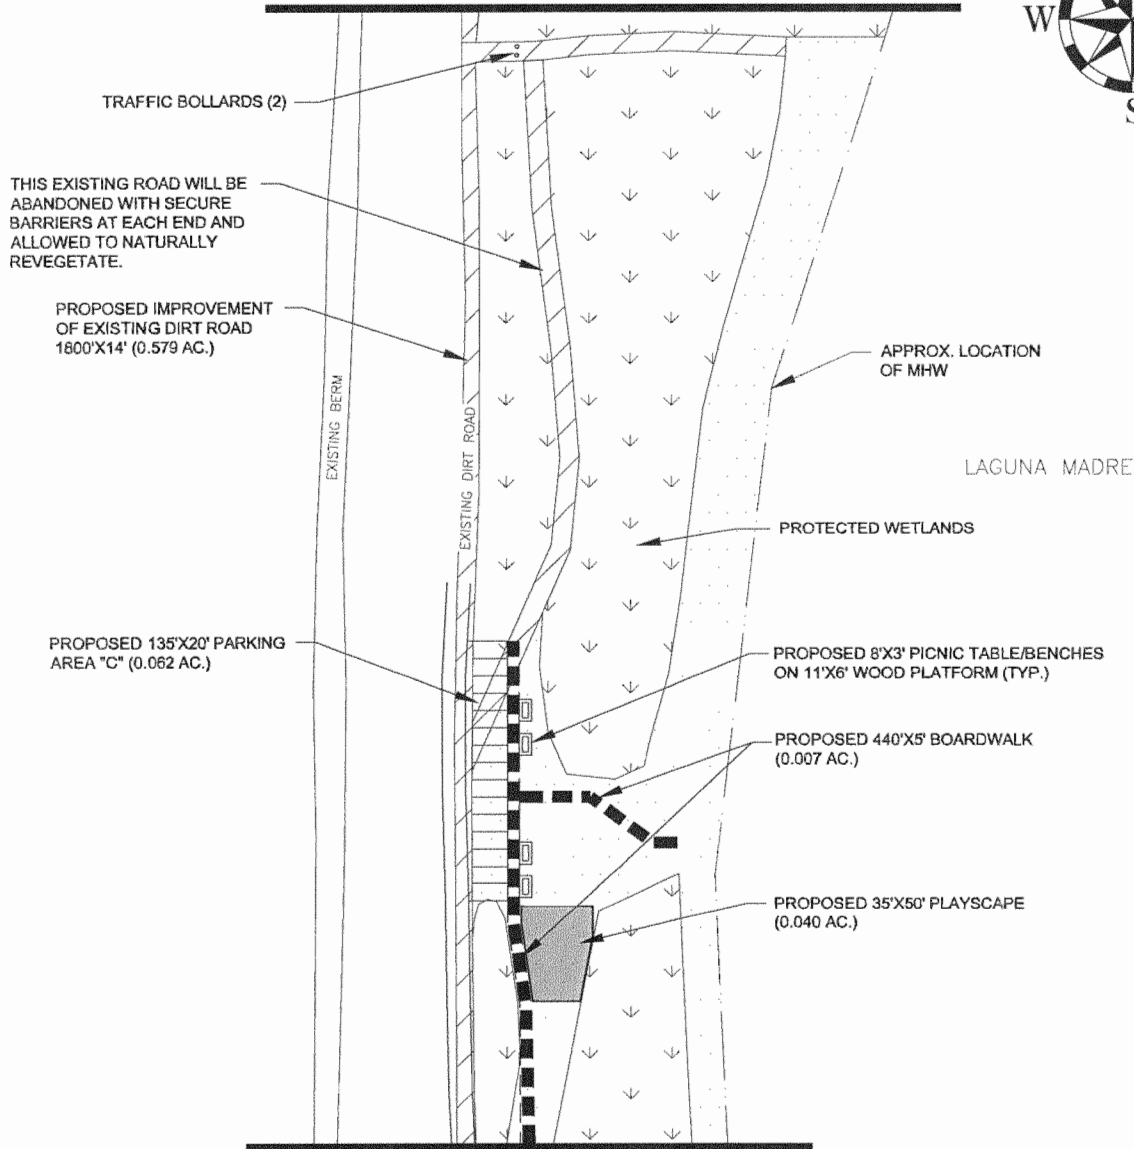 W
S
TRAFFIC BOLLARDS (2)
THIS EXISTING ROAD WILL BE
ABANDONED WITH SECURE
BARRIERS AT EACH END AND
ALLOWED TO NATURALLY
REVEGETATE.
PROPOSED IMPROVEMENT
OF EXISTING DIRT ROAD
1800'X14' (0.579 AC.)
APPROX. LOCATION
OF MHW
EXISTING BERM
EXISTING DIRT ROAD
LAGUNA MADRE
PROTECTED WETLANDS
PROPOSED 135'X20' PARKING
AREA "C" (0.062 AC.)
PROPOSED 8'X3' PICNIC TABLE/BENCHES
ON 11'X6' WOOD PLATFORM (TYP.)
PROPOSED 440'X5' BOARDWALK
(0.007 AC.)
PROPOSED 35'X50' PLAYSCAPE
(0.040 AC.)